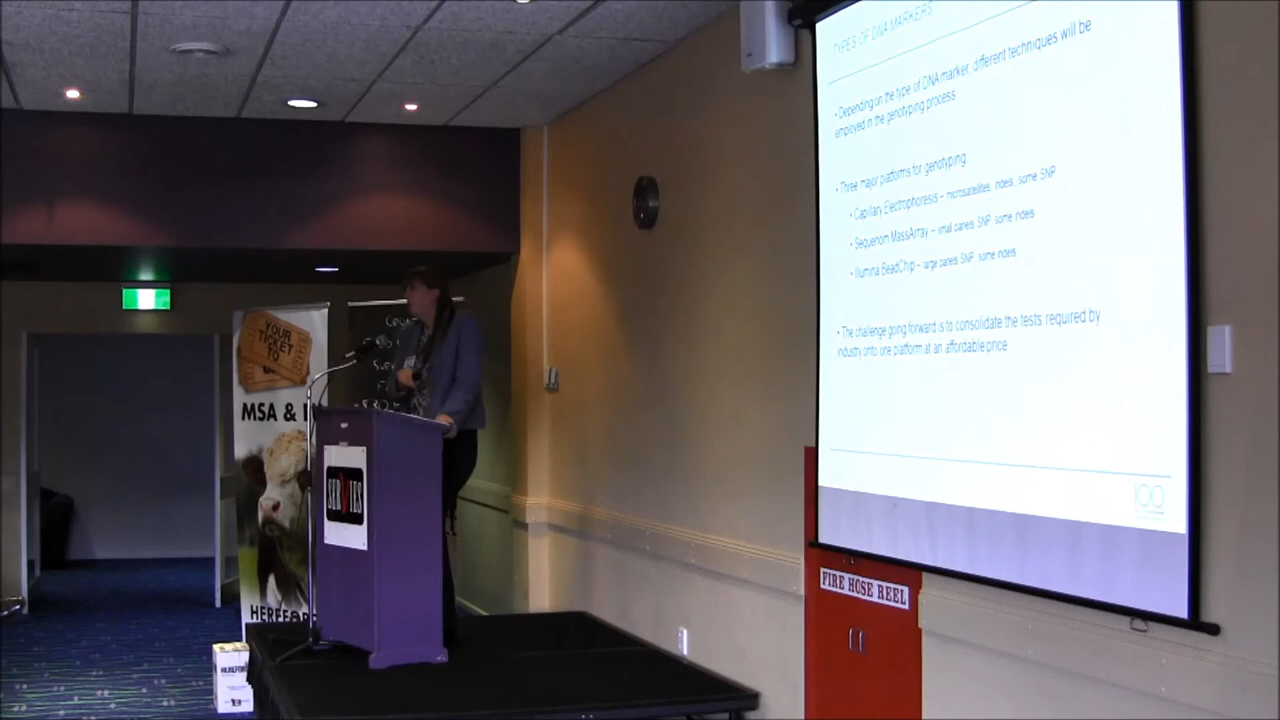 TYPES OF DNA MARKERS
• Depending on the type of DNA marker, different techniques will be
employed in the genotyping process
• Three major platforms for genotyping
• Capillary Electrophoresis – microsatellites, indels, some SNP
• Sequenom MassArray – small panels SNP, some indels
• Illumina BeadChip – large panels SNP, some indels
• The challenge going forward is to consolidate the tests required by
industry onto one platform at an affordable price
100
YOUR
TICKET
TO
MSA &
HEREFOR
SERVIES
FIRE HOSE REEL